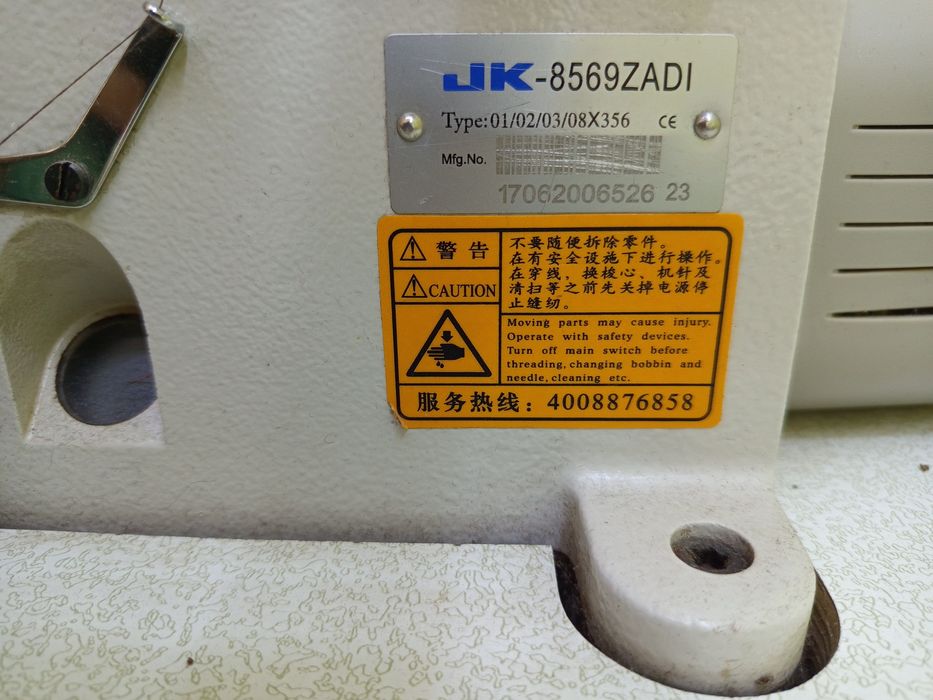 JK-8569ZADI
Type:01/02/03/08X356 CE
Mfg.No.
17062006526 23
警告
CAUTION
不要随便拆除零件。
在有安全设施下进行操作。
在穿线，换梭心、机针及
清扫等之前先关掉电源停
止缝纫。
Moving parts may cause injury.
Operate with safety devices.
Turn off main switch before
threading,changing bobbin and
needle,cleaning etc.
服务热线：4008876858